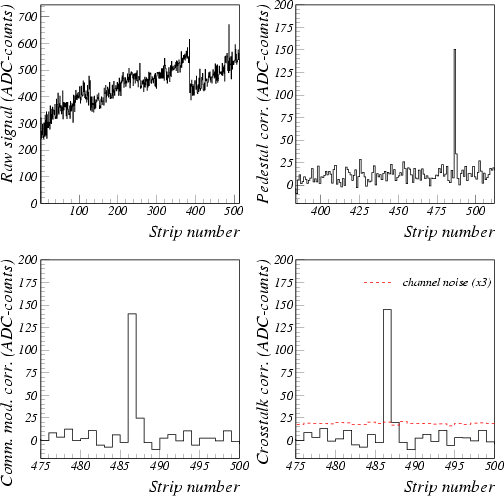 Raw signal (ADC-counts)
700
600
500
400
300
200
100
0
100 200 300 400 500
Strip number
Pedestal corr. (ADC-counts)
200
175
150
125
100
75
50
25
0
400 425 450 475 500
Strip number
Comm. mod. corr. (ADC-counts)
200
175
150
125
100
75
50
25
0
475 480 485 490 495 500
Strip number
Crosstalk corr. (ADC-counts)
200
175
150
125
100
75
50
25
0
channel noise (x3)
475 480 485 490 495 500
Strip number